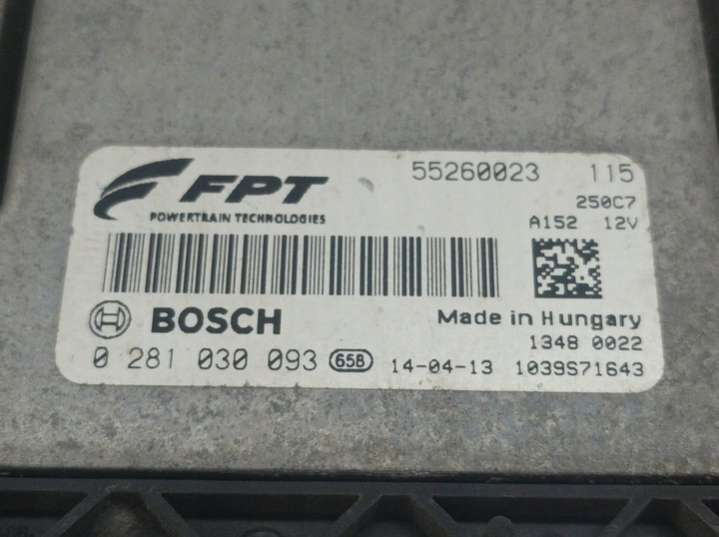 FPT 55260023 115
POWERTRAIN TECHNOLOGIES 250C7
A152 12V
BOSCH Made in Hungary
1348 0022
0 281 030 093 65B 14-04-13 1039S71643